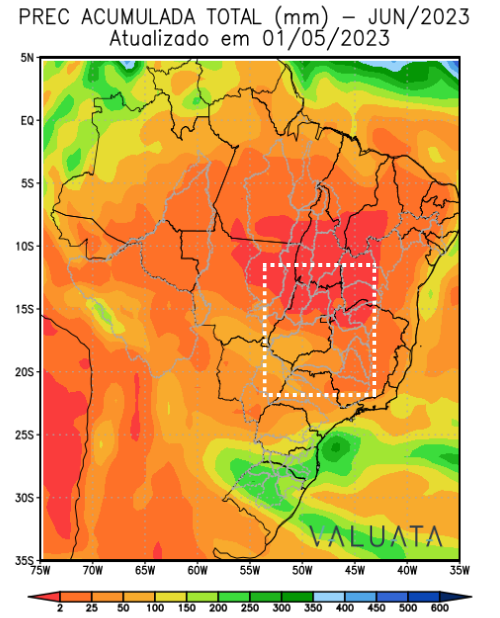 PREC ACUMULADA TOTAL (mm) – JUN/2023
Atualizado em 01/05/2023
5N
EQ
5S
10S
15S
20S
25S
30S
35S
VALUATA
75W 70W 65W 60W 55W 50W 45W 40W 35W
2 25 50 100 150 200 250 300 350 400 450 500 600